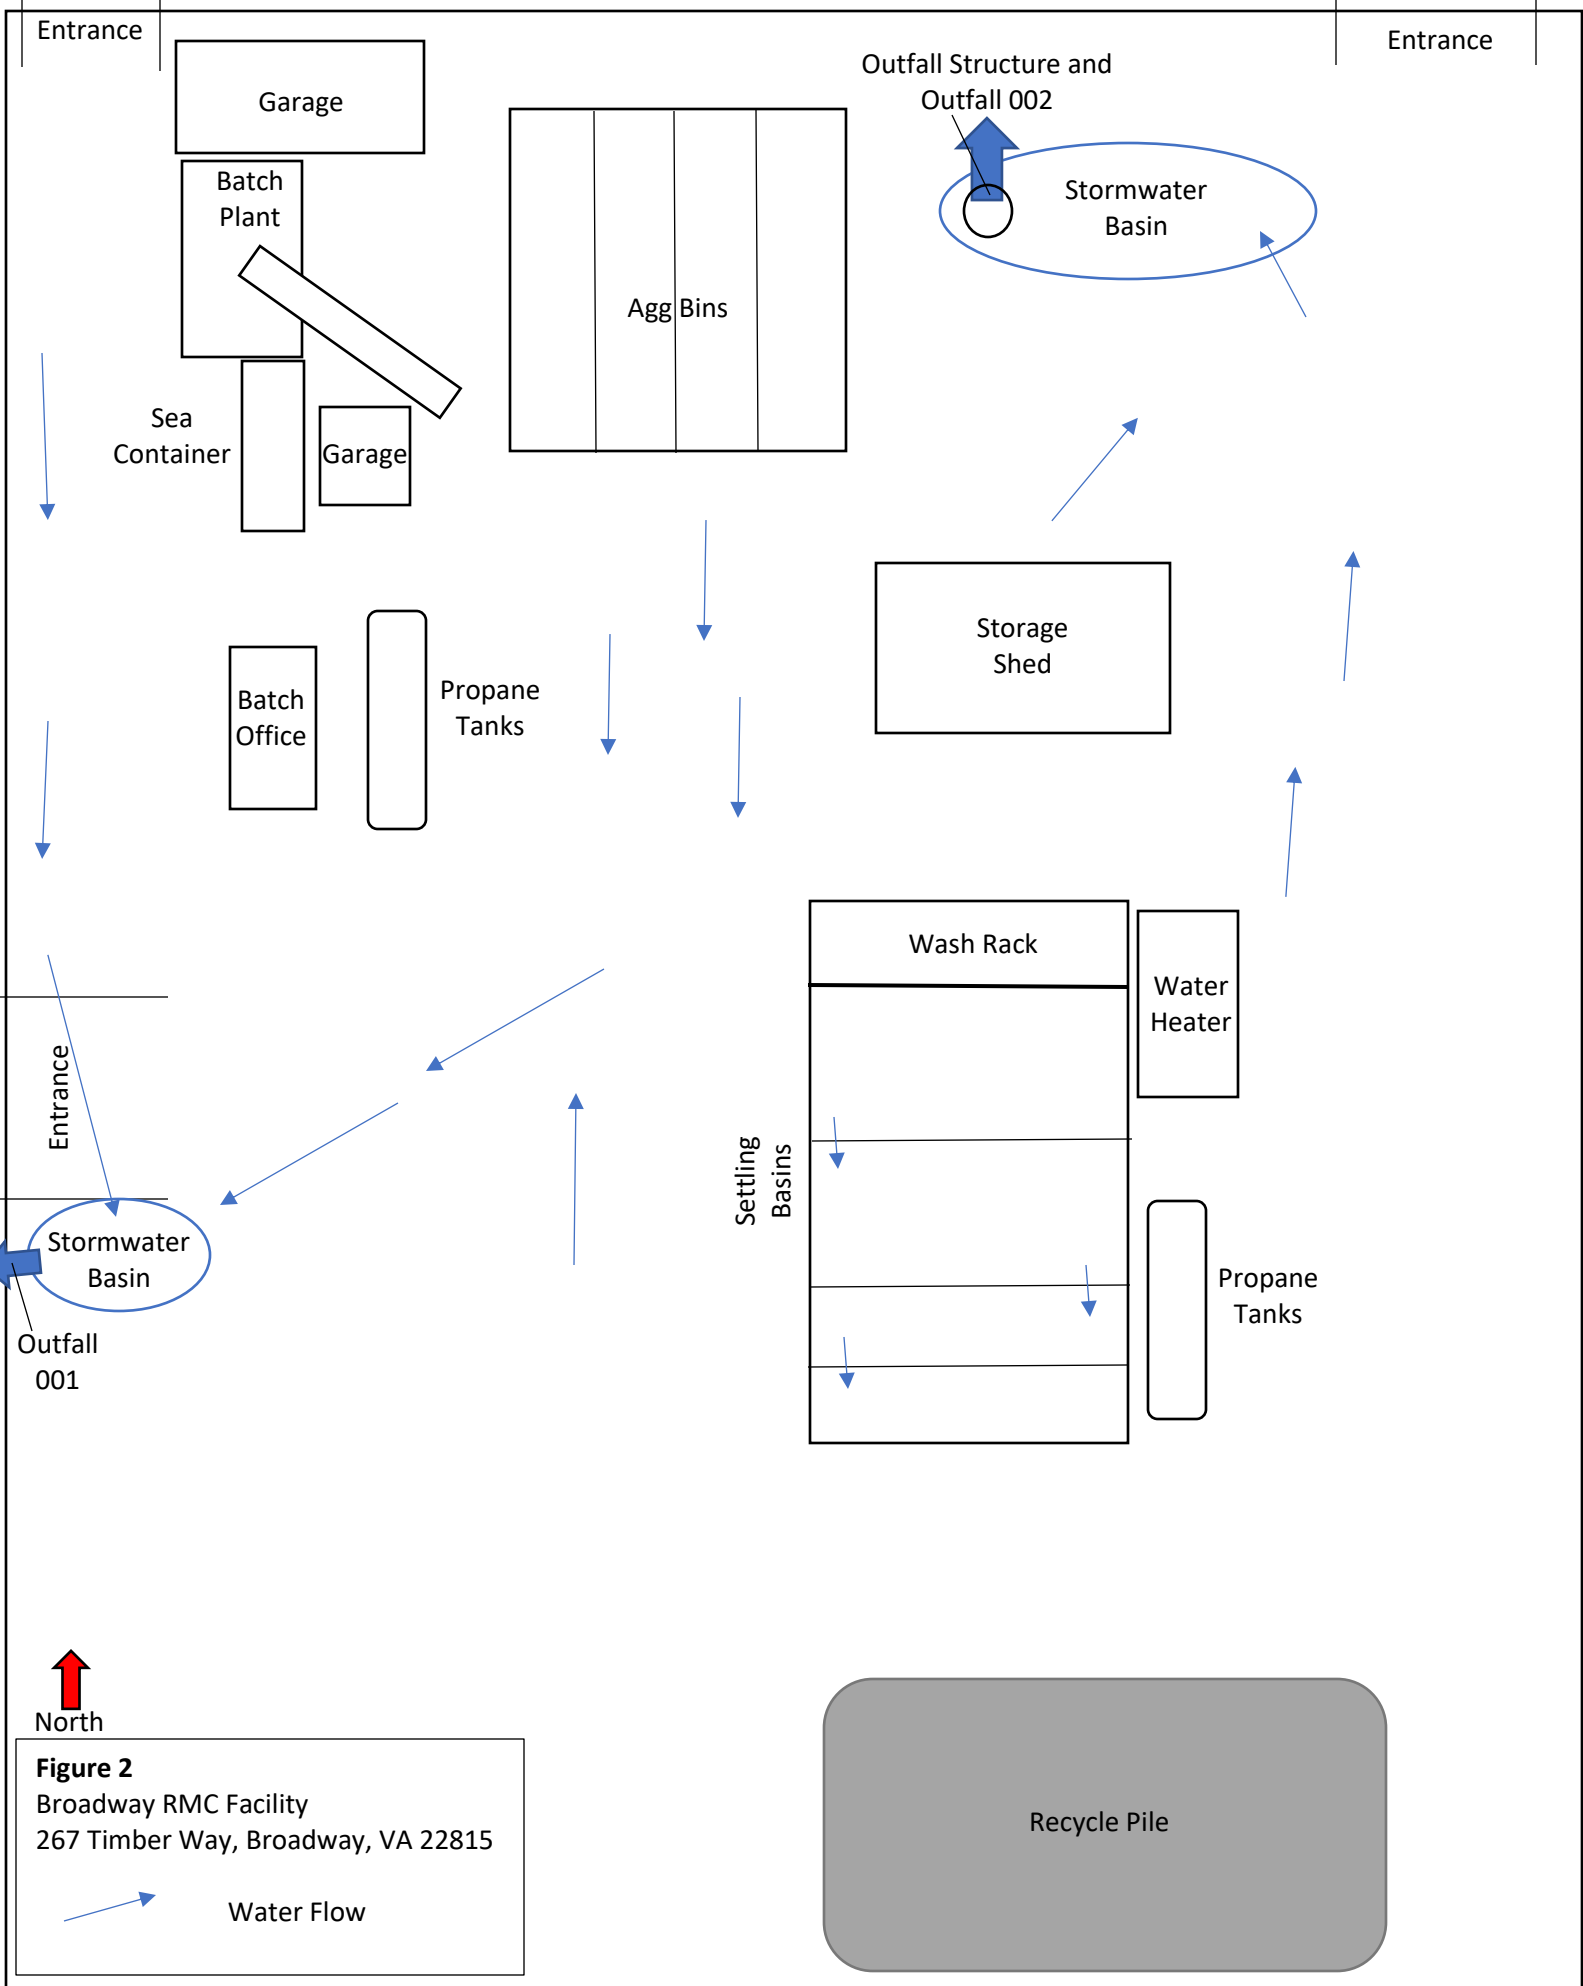 Entrance
Entrance
Garage
Outfall Structure and
Outfall 002
Batch
Plant
Stormwater
Basin
Agg Bins
Sea
Container
Garage
Storage
Shed
Batch
Office
Propane
Tanks
Wash Rack
Water
Heater
Entrance
Settling
Basins
Stormwater
Basin
Propane
Tanks
Outfall
001
North
Figure 2
Broadway RMC Facility
267 Timber Way, Broadway, VA 22815
Water Flow
Recycle Pile